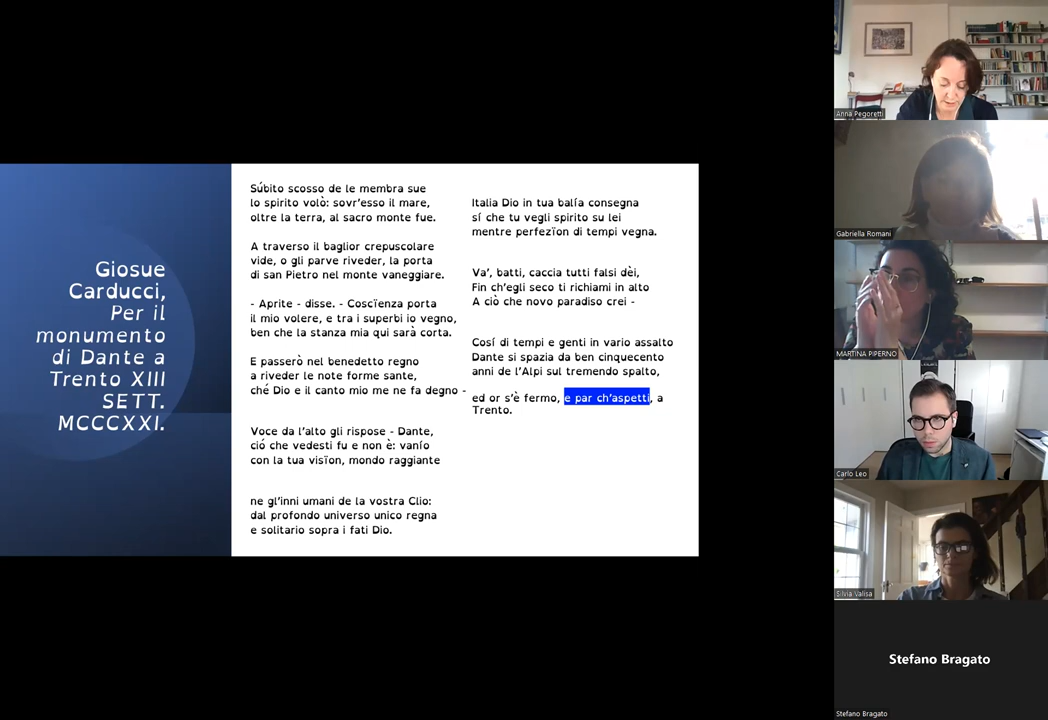 Giosue
Carducci,
Per il
monumento
di Dante a
Trento XIII
SETT.
MCCCXXI.
Súbito scosso de le membra sue
lo spirito volò: sovr'esso il mare,
oltre la terra, al sacro monte fue.
A traverso il baglior crepuscolare
vide, o gli parve riveder, la porta
di san Pietro nel monte vaneggiare.
- Aprite - disse. - Coscïenza porta
il mio volere, e tra i superbi io vegno,
ben che la stanza mia qui sarà corta.
E passerò nel benedetto regno
a riveder le note forme sante,
ché Dio e il canto mio me ne fa degno -
Voce da l'alto gli rispose - Dante,
ció che vedesti fu e non è: vanío
con la tua visïon, mondo raggiante
ne gl'inni umani de la vostra Clio:
dal profondo universo unico regna
e solitario sopra i fati Dio.
Italia Dio in tua balía consegna
sí che tu vegli spirito su lei
mentre perfezïon di tempi vegna.
Va', batti, caccia tutti falsi dèi,
Fin ch'egli seco ti richiami in alto
A ciò che novo paradiso crei -
Cosí di tempi e genti in vario assalto
Dante si spazia da ben cinquecento
anni de l'Alpi sul tremendo spalto,
ed or s'è fermo, e par ch'aspetti, a
Trento.
Anna Pegoretti
Gabriella Romani
MARTINA PIPERNO
Carlo Leo
Silvia Valisa
Stefano Bragato
Stefano Bragato